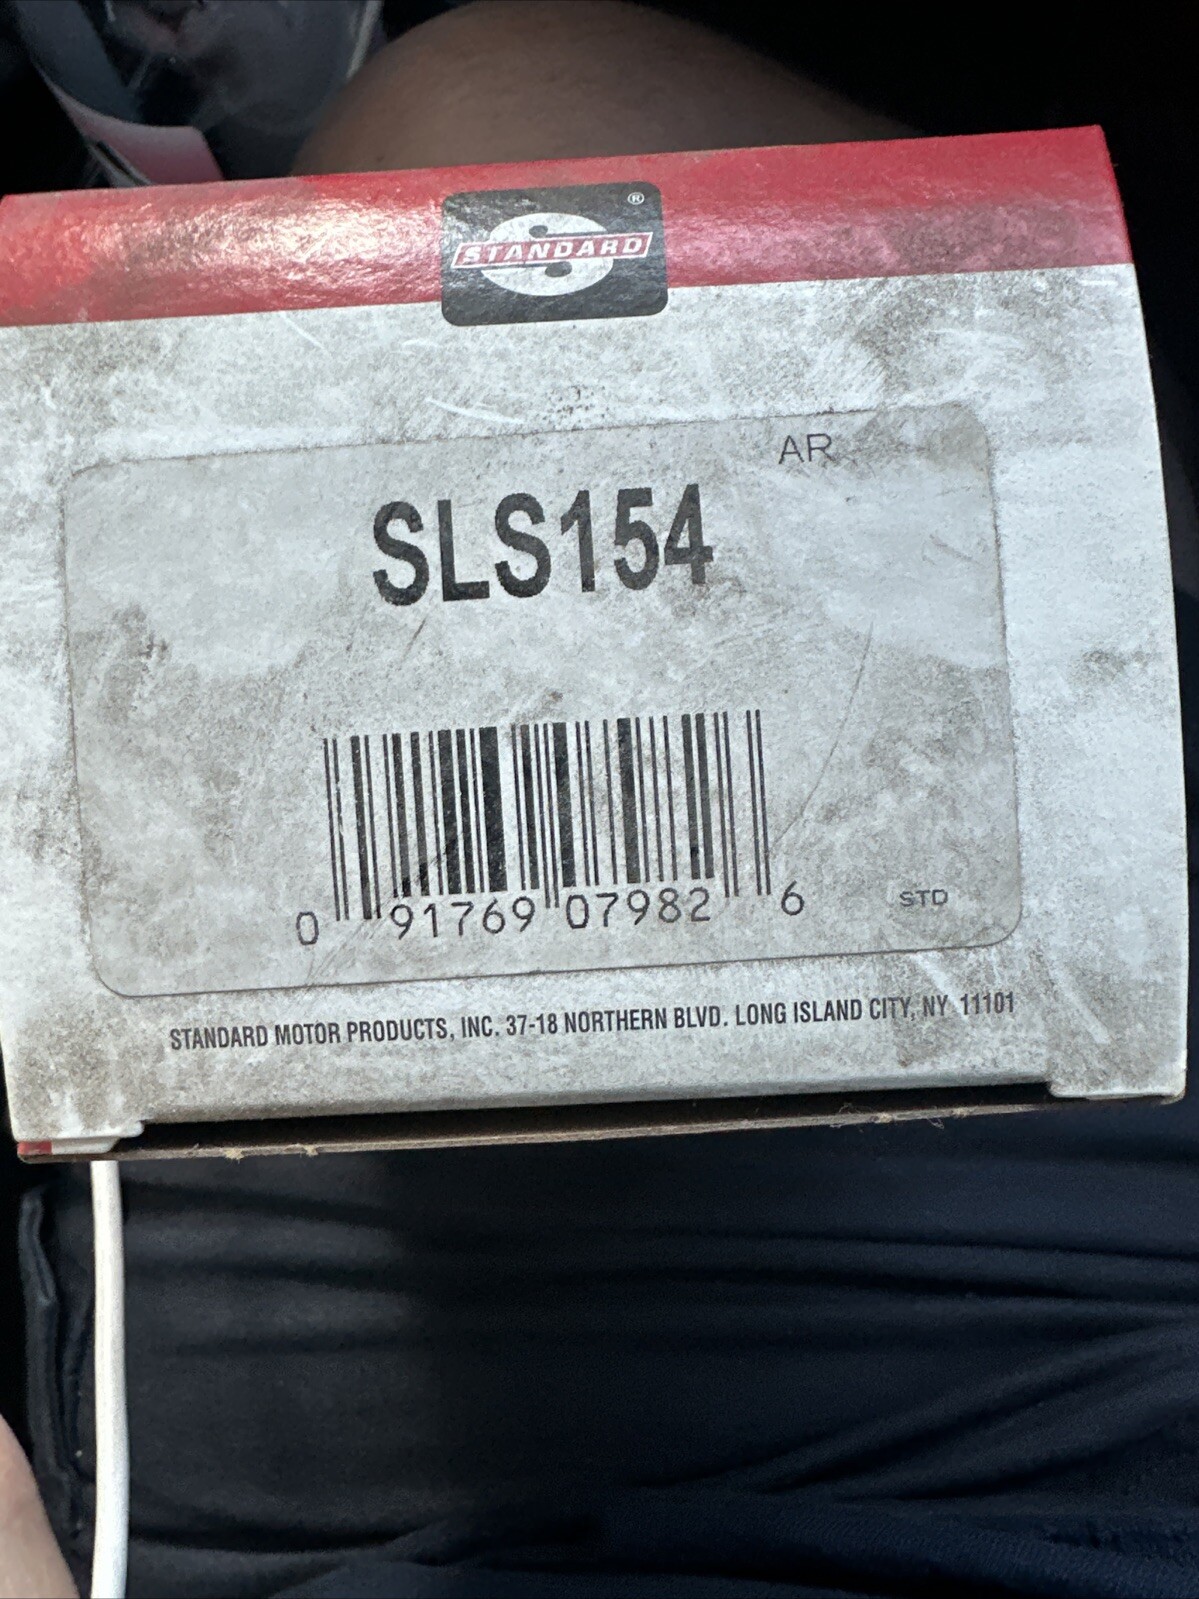 STANDARD ®
AR
SLS154
0 91769 07982 6
STD
STANDARD MOTOR PRODUCTS, INC. 37-18 NORTHERN BLVD. LONG ISLAND CITY, NY 11101